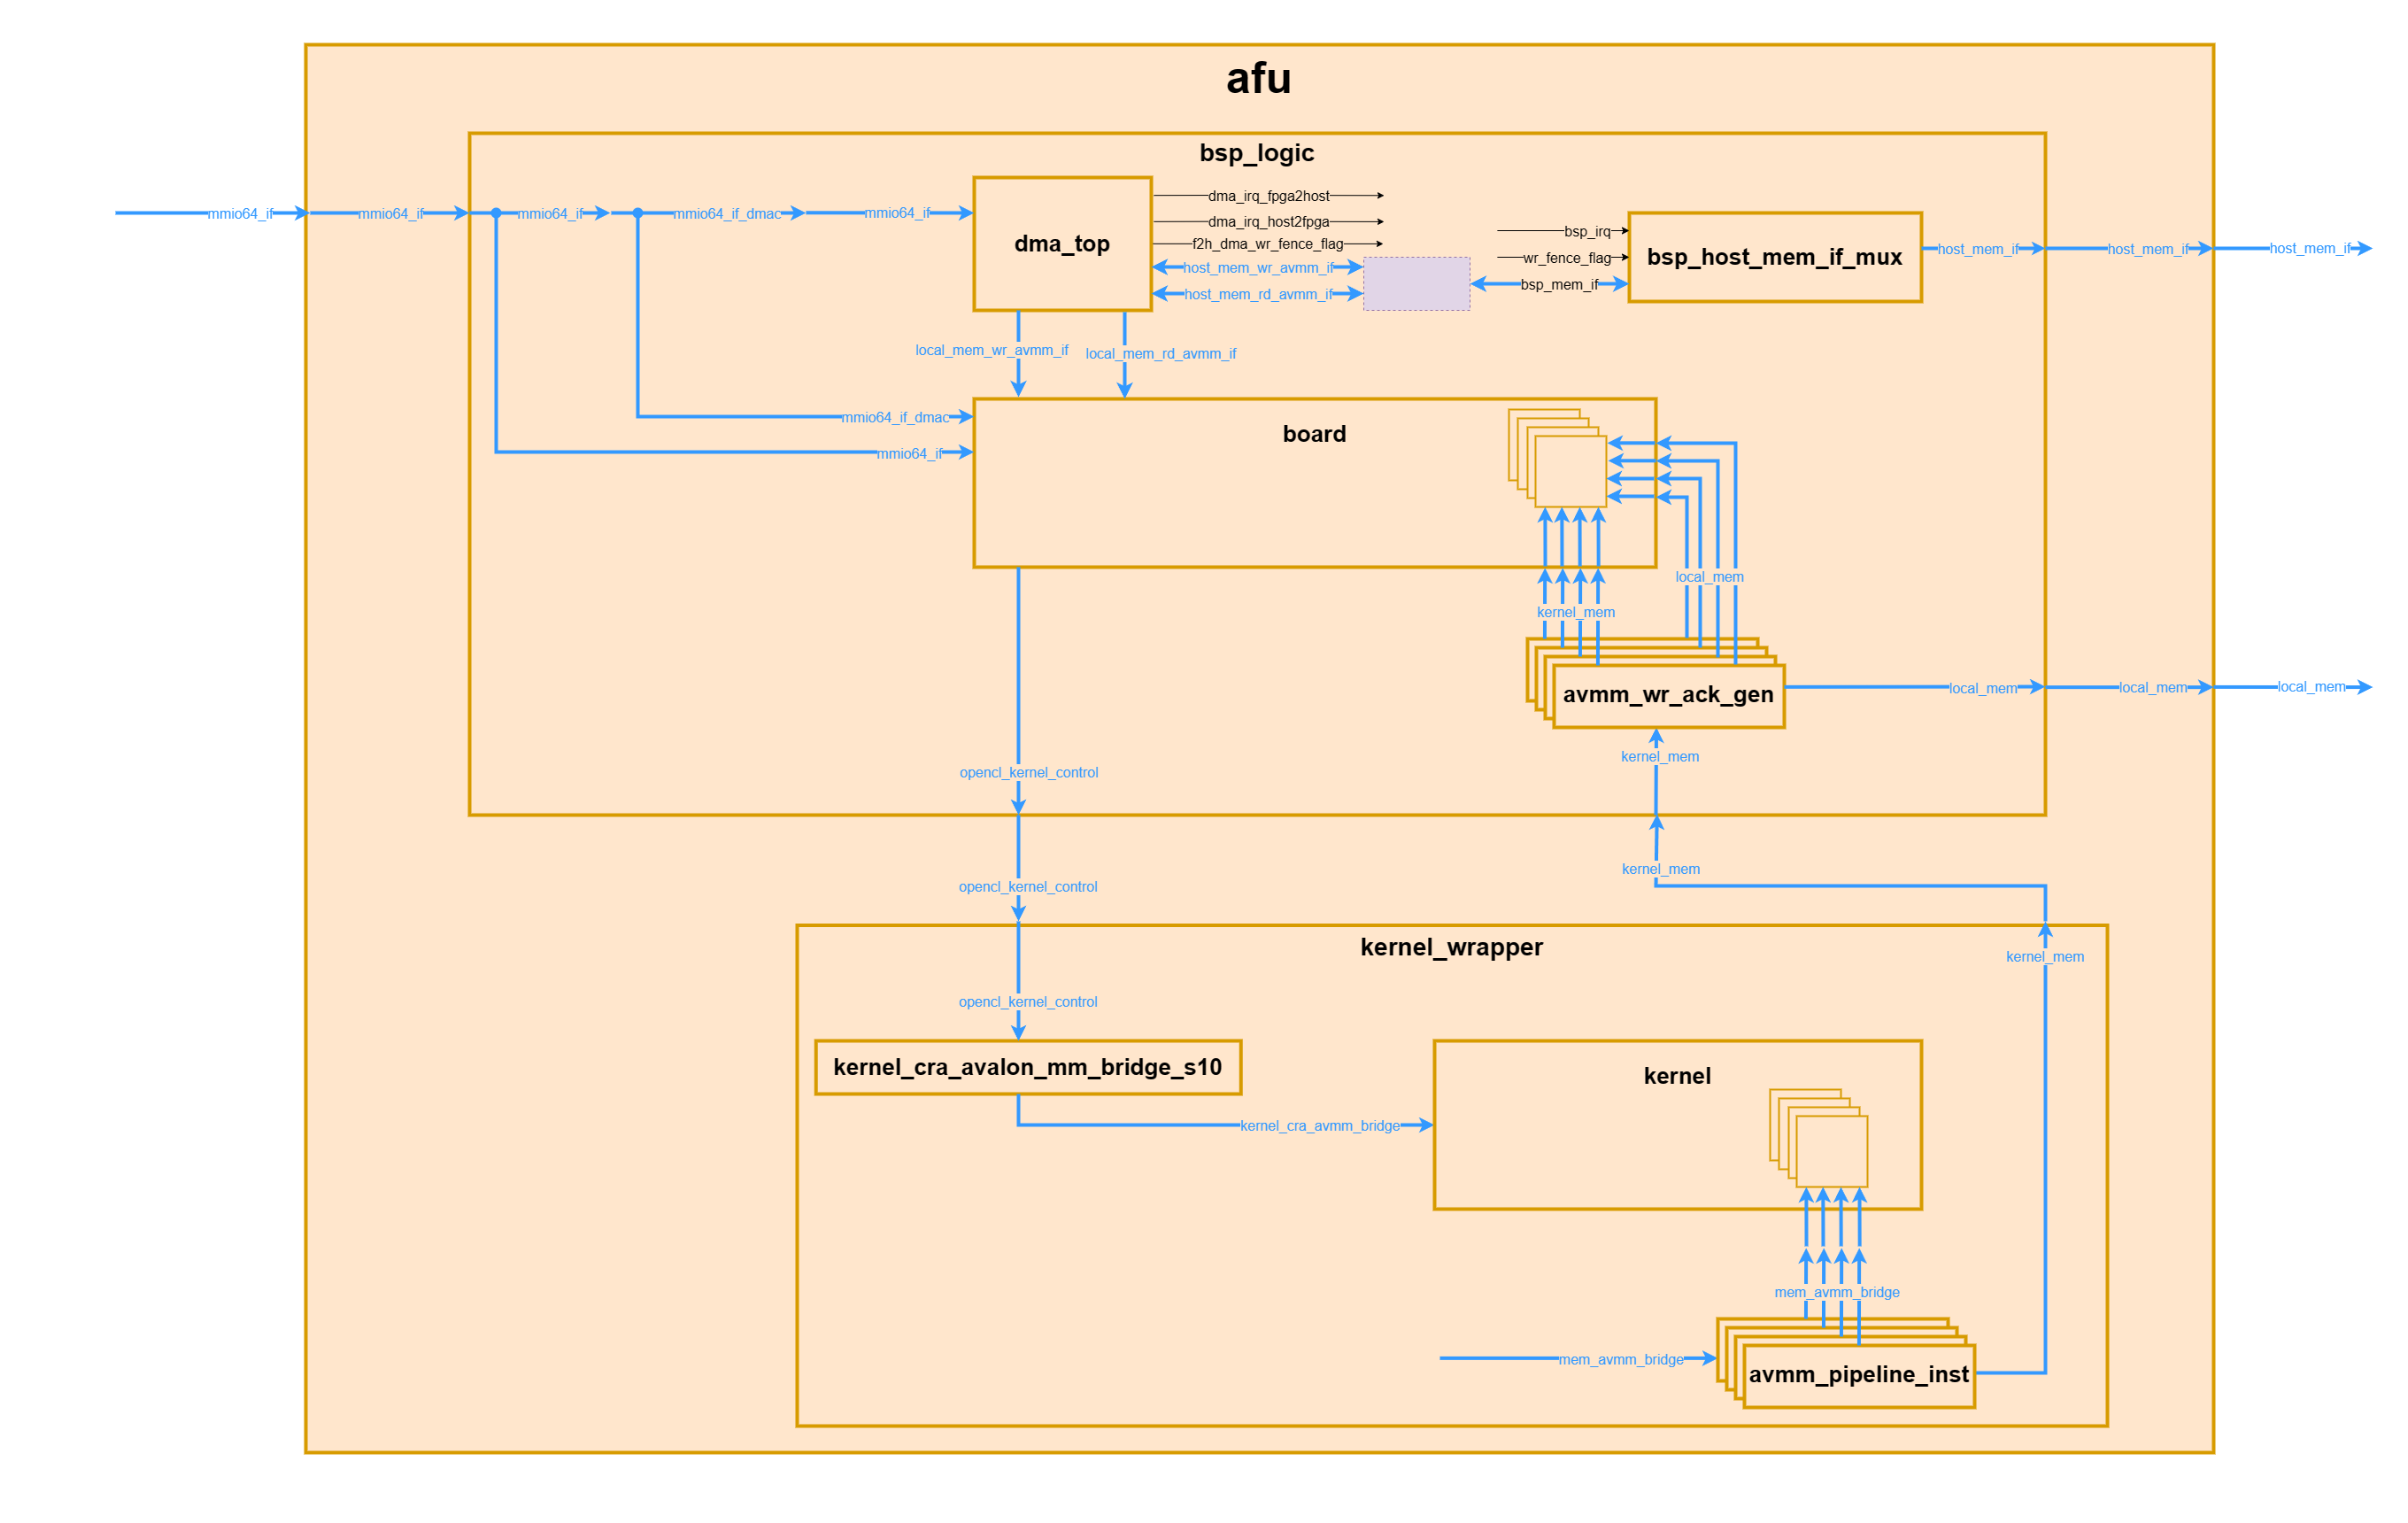 afu
bsp_logic
mmio64_if
mmio64_if
mmio64_if
mmio64_if_dmac
mmio64_if
dma_top
dma_irq_fpga2host
dma_irq_host2fpga
f2h_dma_wr_fence_flag
host_mem_wr_avmm_if
host_mem_rd_avmm_if
bsp_irq
wr_fence_flag
bsp_mem_if
bsp_host_mem_if_mux
host_mem_if
host_mem_if
host_mem_if
local_mem_wr_avmm_if
local_mem_rd_avmm_if
mmio64_if_dmac
mmio64_if
board
local_mem
kernel_mem
avmm_wr_ack_gen
local_mem
local_mem
local_mem
kernel_mem
opencl_kernel_control
kernel_mem
opencl_kernel_control
kernel_wrapper
kernel_mem
opencl_kernel_control
kernel_cra_avalon_mm_bridge_s10
kernel
kernel_cra_avmm_bridge
mem_avmm_bridge
mem_avmm_bridge
avmm_pipeline_inst